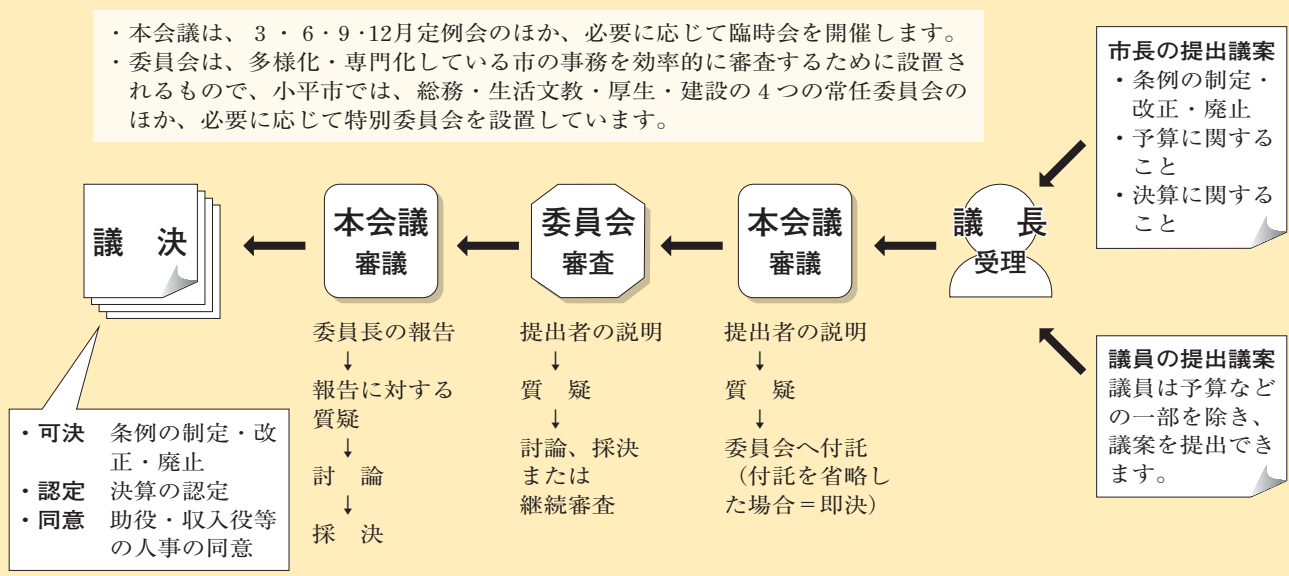 ・本会議は、3・6・9・12月定例会のほか、必要に応じて臨時会を開催します。
・委員会は、多様化・専門化している市の事務を効率的に審査するために設置さ
れるもので、小平市では、総務・生活文教・厚生・建設の4つの常任委員会の
ほか、必要に応じて特別委員会を設置しています。
市長の提出議案
・条例の制定・
改正・廃止
・予算に関する
こと
・決算に関する
こと
議員の提出議案
議員は予算など
の一部を除き、
議案を提出でき
ます。
議 長
受理
本会議
審議
提出者の説明
↓
質 疑
↓
委員会へ付託
（付託を省略し
た場合＝即決）
委員会
審査
提出者の説明
↓
質 疑
↓
討論、採決
または
継続審査
本会議
審議
委員長の報告
↓
報告に対する
質疑
↓
討 論
↓
採 決
議 決
・可決 条例の制定・改
正・廃止
・認定 決算の認定
・同意 助役・収入役等
の人事の同意